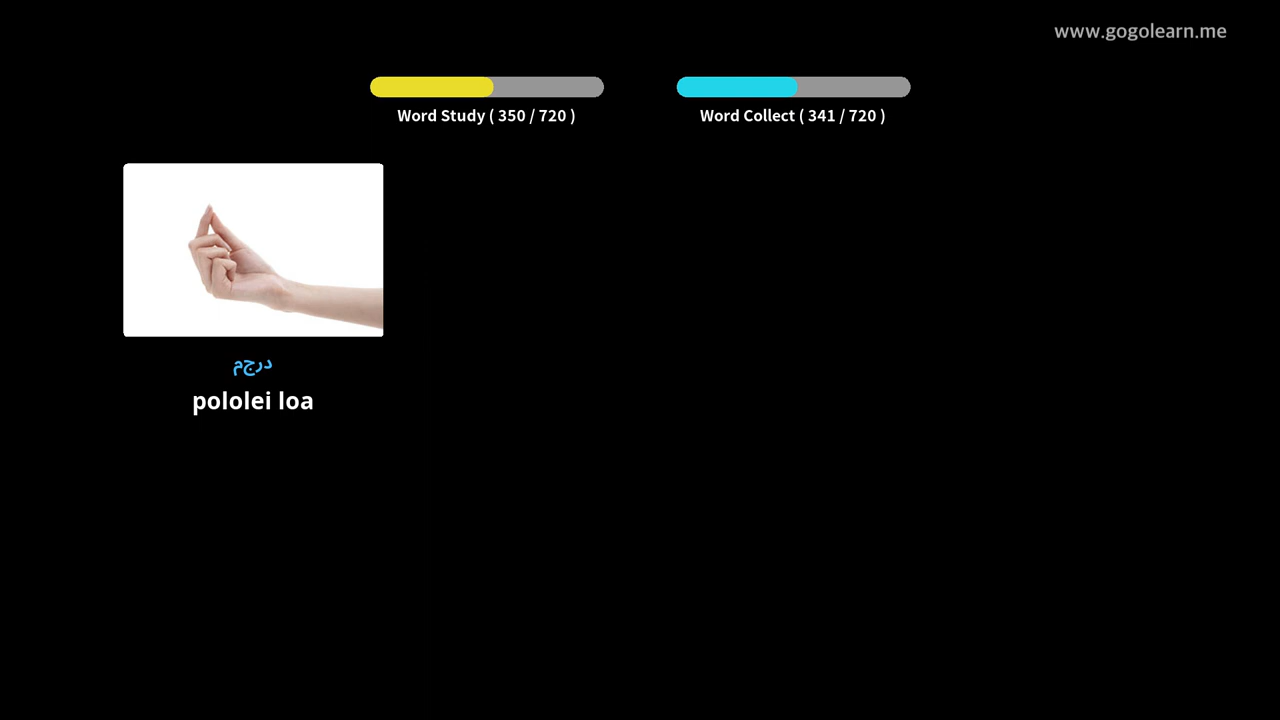 www.gogolearn.me
Word Study ( 350 / 720 )
Word Collect ( 341 / 720 )
درجم
pololei loa